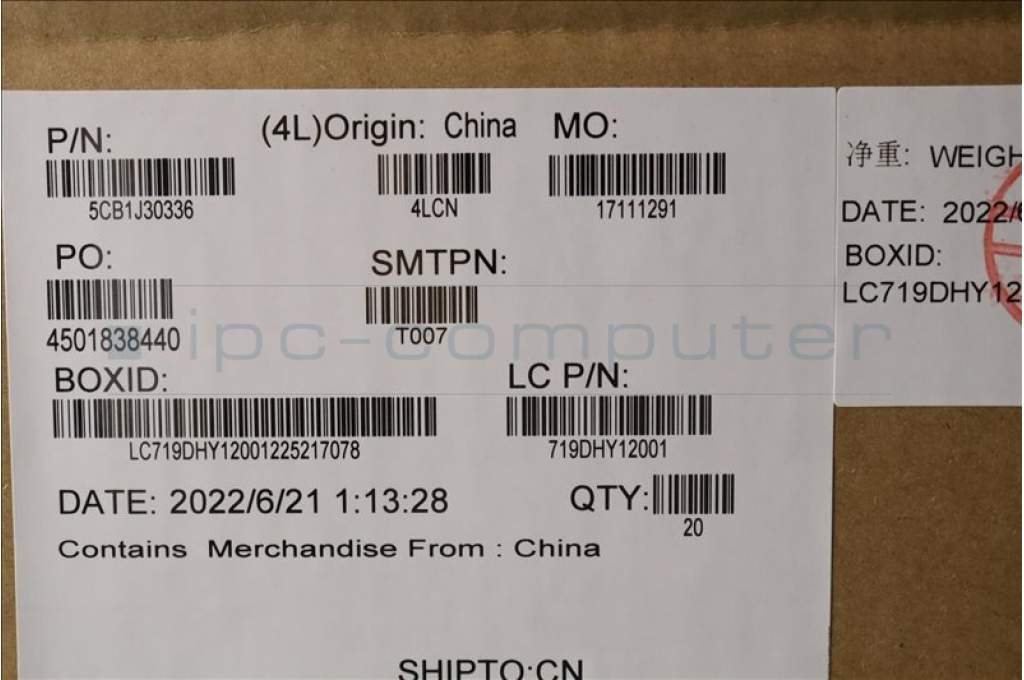 P/N:
(4L)Origin: China
MO:
5CB1J30336
4LCN
17111291
PO:
SMTPN:
4501838440
T007
BOXID:
LC P/N:
LC719DHY12001225217078
719DHY12001
DATE: 2022/6/21 1:13:28
QTY:
20
Contains Merchandise From : China
SHIPTO:CN
净重: WEIGH
DATE: 2022/6
BOXID:
LC719DHY12
ipc-computer